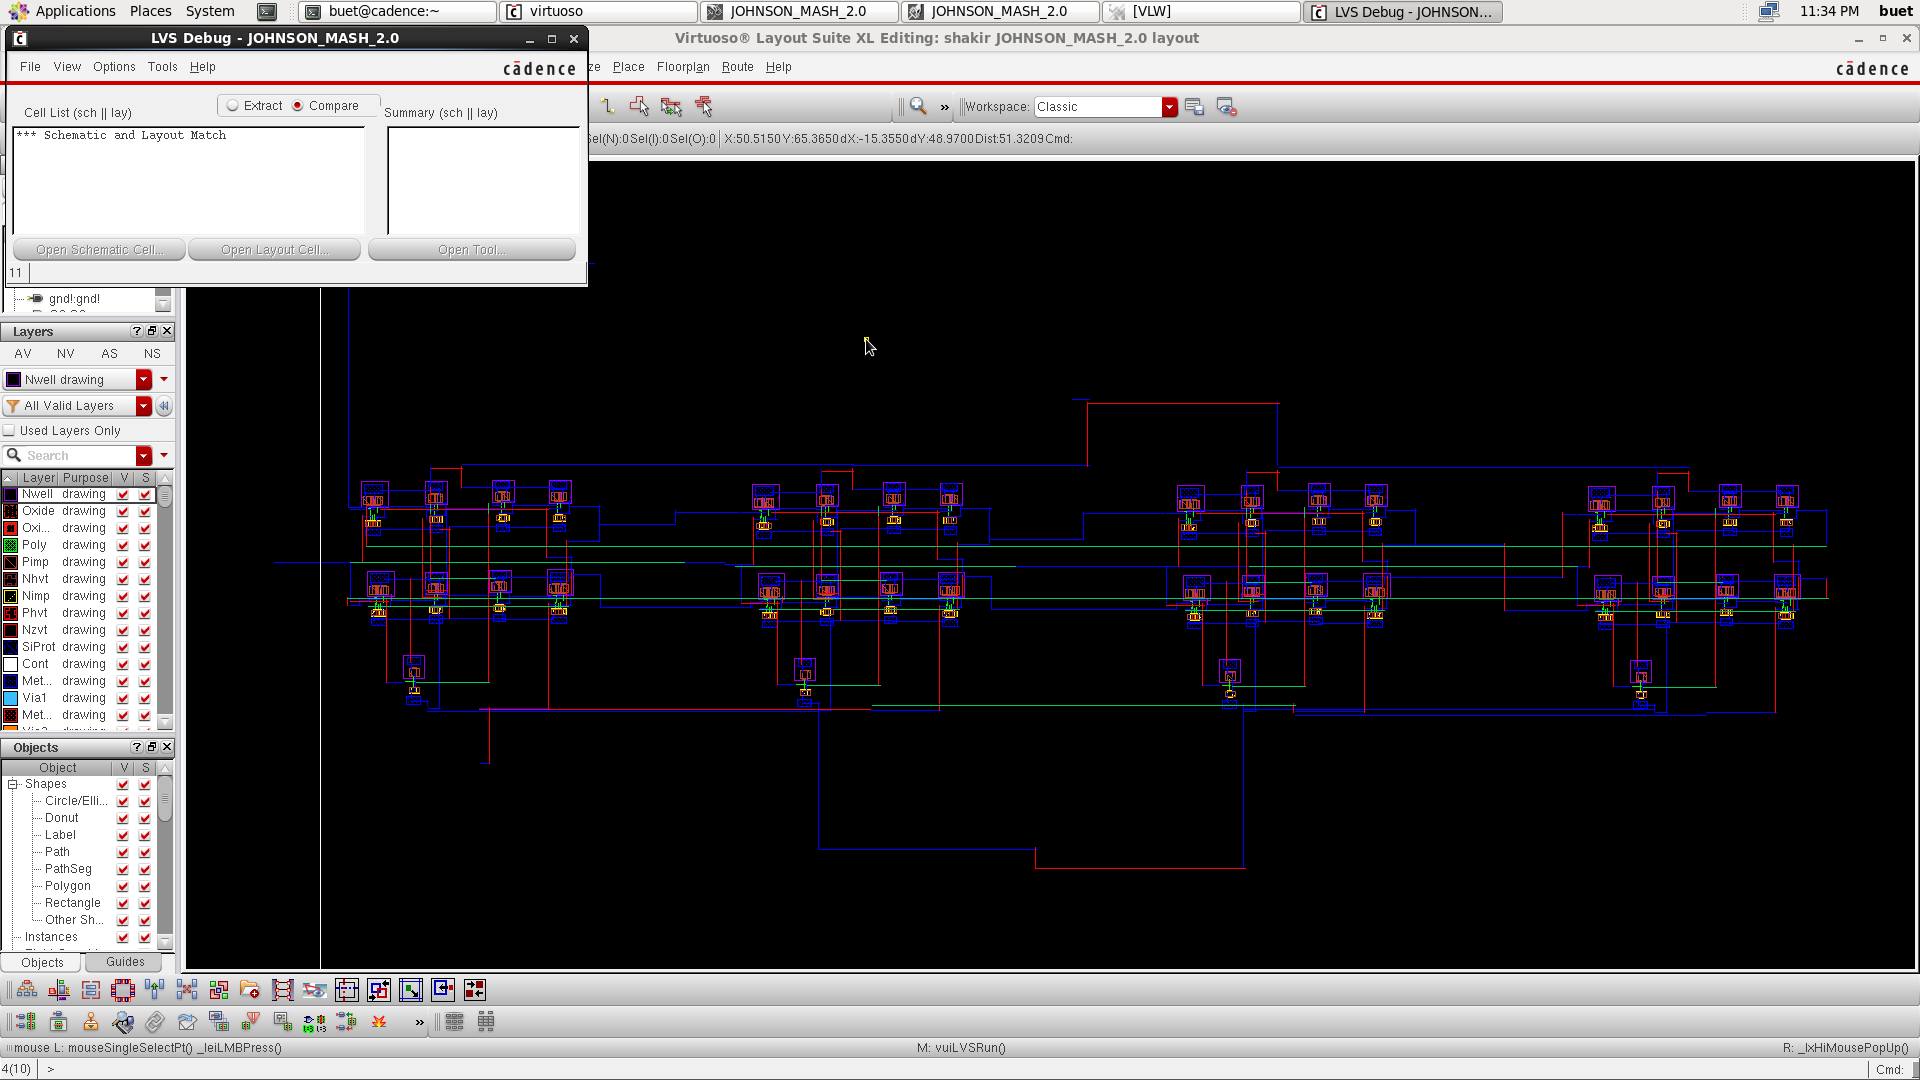 Applications Places System buet@cadence:~ virtuoso JOHNSON_MASH_2.0 JOHNSON_MASH_2.0 [VLW] LVS Debug - JOHNSON... 11:34 PM buet
LVS Debug - JOHNSON_MASH_2.0
Virtuoso® Layout Suite XL Editing: shakir JOHNSON_MASH_2.0 layout
File View Options Tools Help cādence
ze Place Floorplan Route Help cādence
Cell List (sch || lay) Extract Compare Summary (sch || lay)
» Workspace: Classic
*** Schematic and Layout Match
Sel(N):0 Sel(I):0 Sel(O):0 X:50.5150 Y:65.3650 dX:-15.3550 dY:48.9700 Dist:51.3209 Cmd:
Open Schematic Cell... Open Layout Cell... Open Tool...
11
gnd!:gnd!
Layers
AV NV AS NS
Nwell drawing
All Valid Layers
Used Layers Only
Search
Layer Purpose V S
Nwell drawing
Oxide drawing
Oxi... drawing
Poly drawing
Pimp drawing
Nhvt drawing
Nimp drawing
Phvt drawing
Nzvt drawing
SiProt drawing
Cont drawing
Met... drawing
Via1 drawing
Met... drawing
Objects
Object V S
Shapes
Circle/Elli...
Donut
Label
Path
PathSeg
Polygon
Rectangle
Other Sh...
Instances
Objects Guides
»
mouse L: mouseSingleSelectPt() _leiLMBPress() M: vuiLVSRun() R: _lxHiMousePopUp()
4(10) > Cmd: